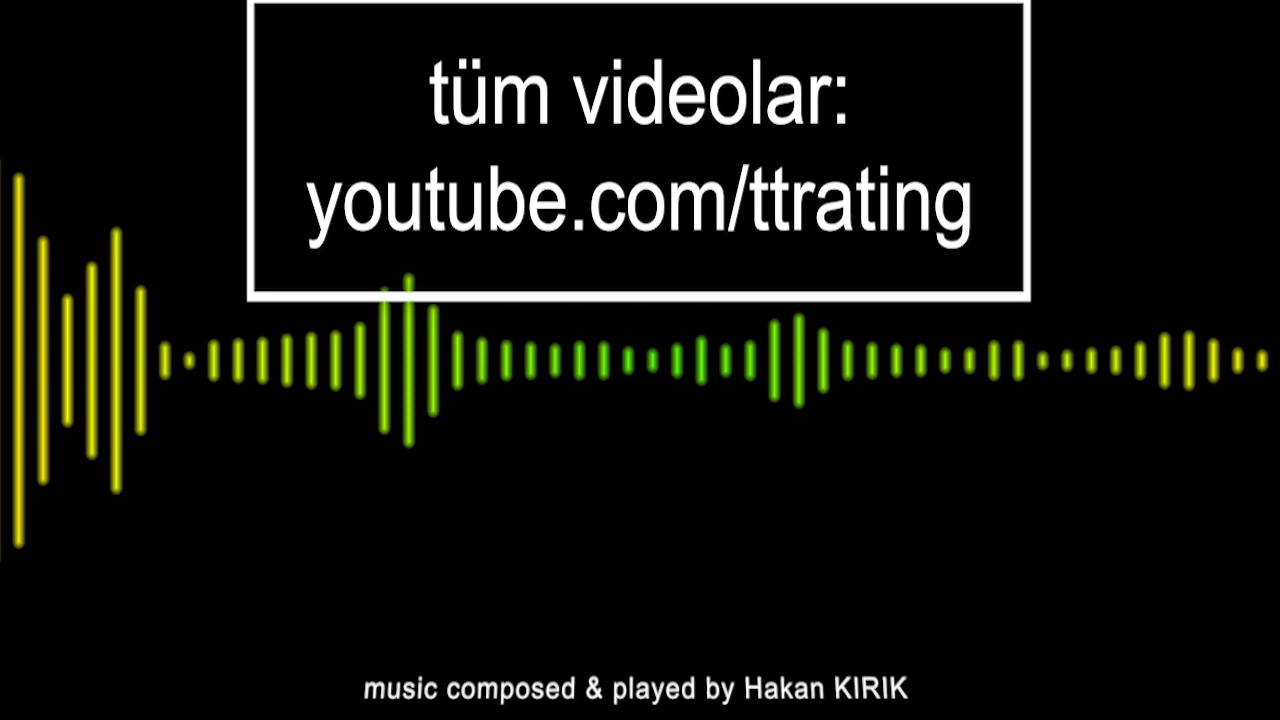 tüm videolar:
youtube.com/ttrating
music composed & played by Hakan KIRIK